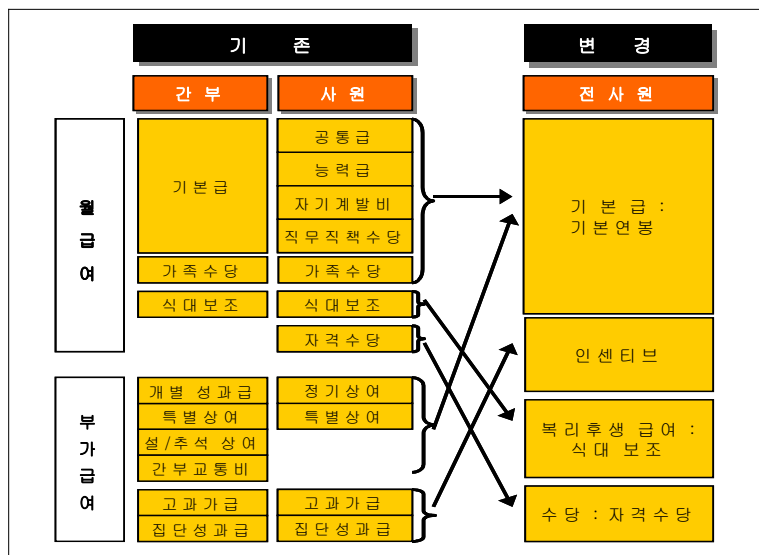 기 존
변 경
간부
사원
전사원
월급여
기본급
공통급
능력급
자기계발비
직무직책수당
가족수당
가족수당
식대보조
식대보조
자격수당
기 본 급 :
기본연봉
인센티브
부가급여
개별 성과급
정기상여
특별상여
특별상여
설/추석 상여
간부교통비
고과가급
고과가급
집단성과급
집단성과급
복리후생 급여 :
식대 보조
수당 : 자격수당